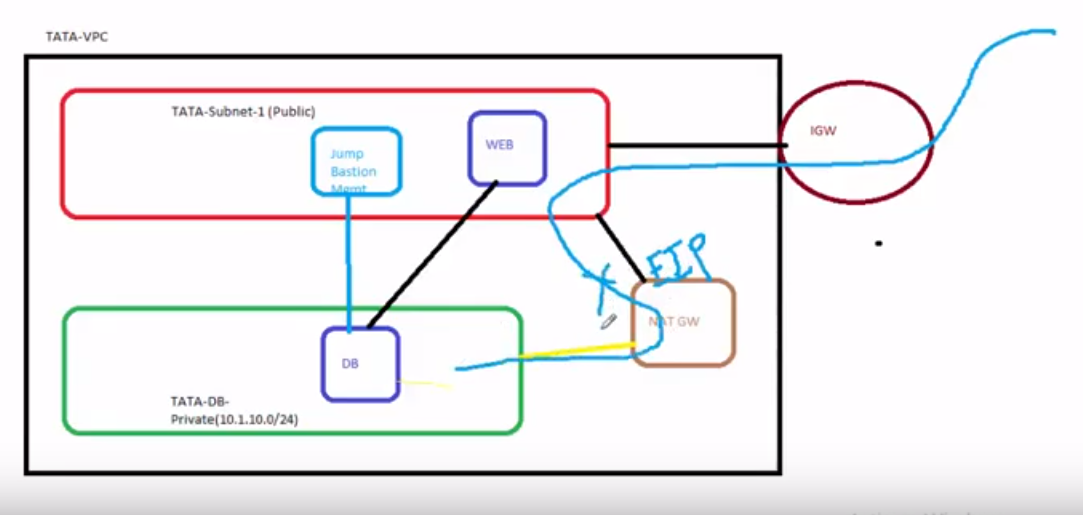 TATA-VPC
TATA-Subnet-1 (Public)
Jump
Bastion
Mgmt
WEB
IGW
EIP
NAT GW
DB
TATA-DB-
Private(10.1.10.0/24)